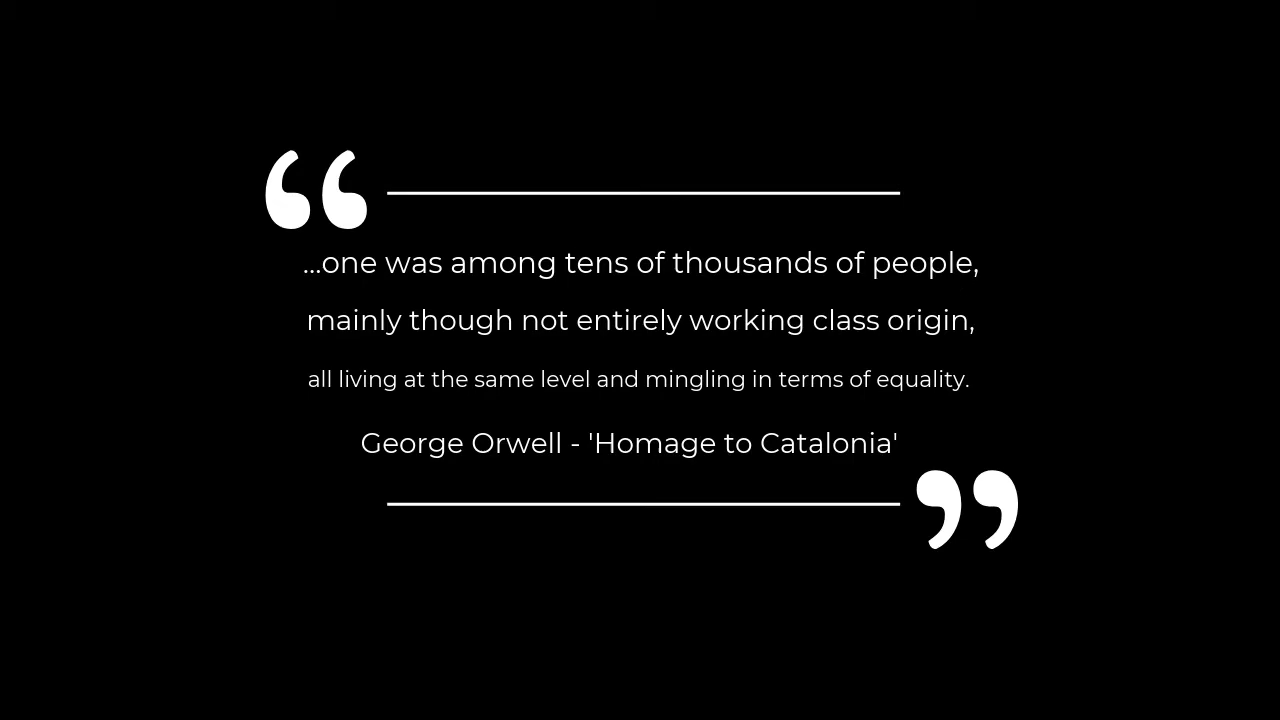 ...one was among tens of thousands of people,
mainly though not entirely working class origin,
all living at the same level and mingling in terms of equality.
George Orwell - 'Homage to Catalonia'